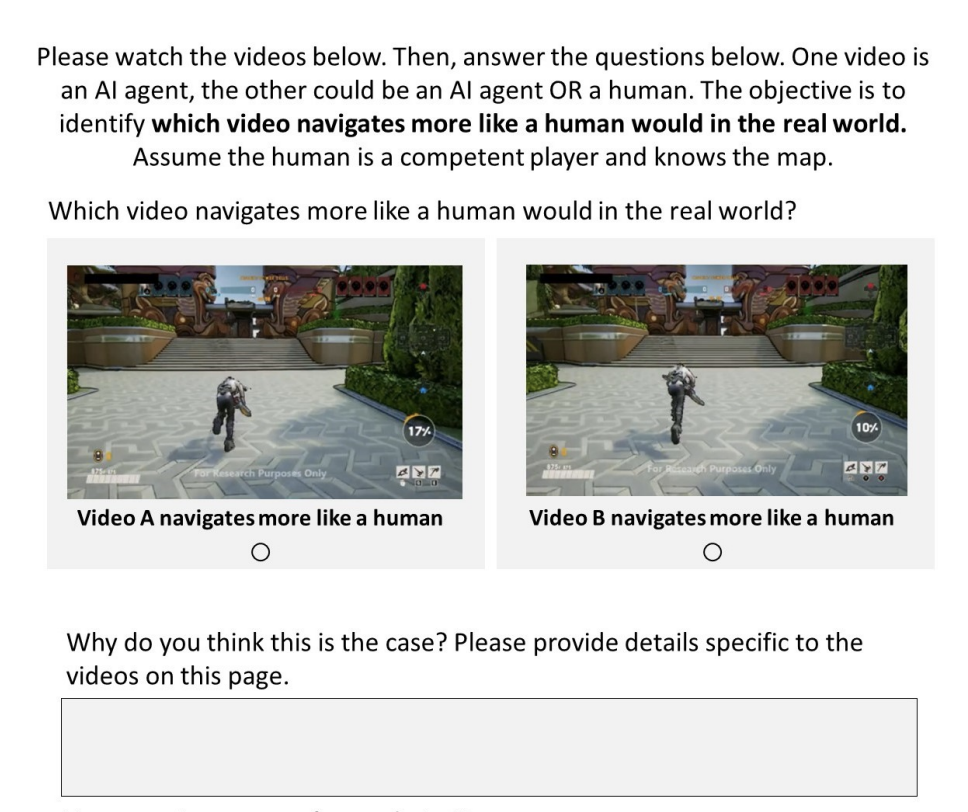 Please watch the videos below. Then, answer the questions below. One video is
an AI agent, the other could be an AI agent OR a human. The objective is to
identify which video navigates more like a human would in the real world.
Assume the human is a competent player and knows the map.
Which video navigates more like a human would in the real world?
17%
For Research Purposes Only
10%
For Research Purposes Only
Video A navigates more like a human
Video B navigates more like a human
Why do you think this is the case? Please provide details specific to the
videos on this page.